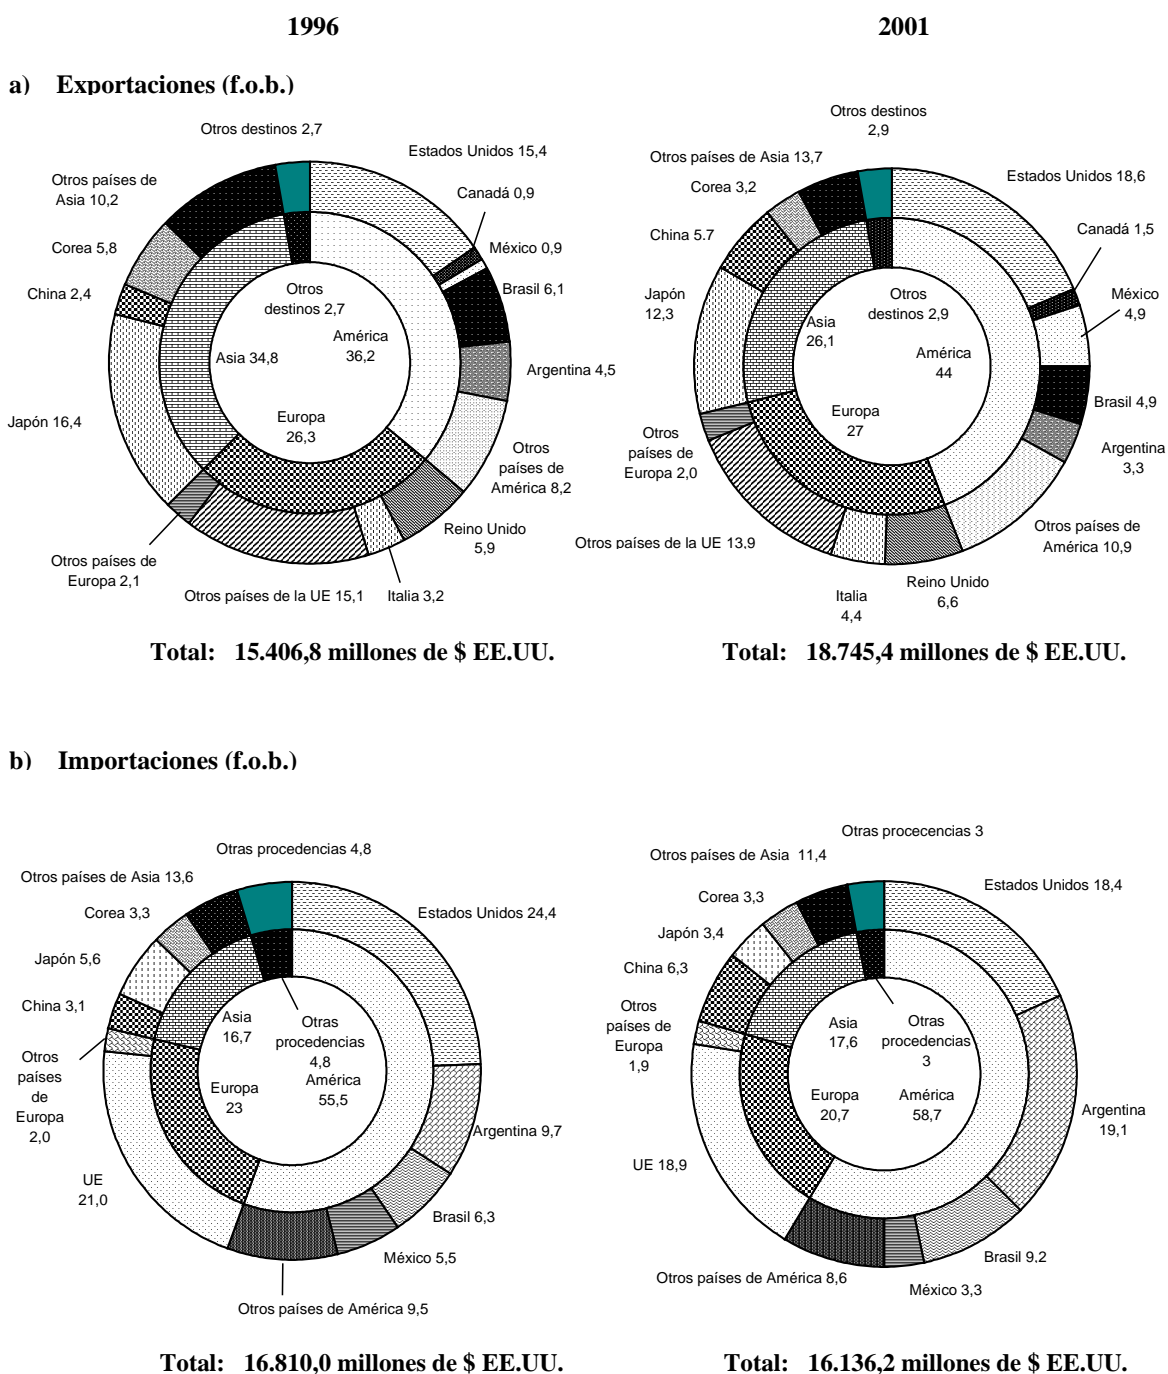 1996
2001
a) Exportaciones (f.o.b.)
Otros destinos 2,7
Estados Unidos 15,4
Canadá 0,9
México 0,9
Brasil 6,1
Argentina 4,5
Otros
países de
América 8,2
Reino Unido
5,9
Italia 3,2
Otros países de la UE 15,1
Otros países de
Europa 2,1
Japón 16,4
China 2,4
Corea 5,8
Otros países de
Asia 10,2
Otros
destinos 2,7
América
36,2
Asia 34,8
Europa
26,3
Total: 15.406,8 millones de $ EE.UU.
Otros destinos
2,9
Estados Unidos 18,6
Canadá 1,5
México
4,9
Brasil 4,9
Argentina
3,3
Otros países de
América 10,9
Reino Unido
6,6
Italia
4,4
Otros países de la UE 13,9
Otros
países de
Europa 2,0
Japón
12,3
China 5.7
Corea 3,2
Otros países de Asia 13,7
Otros
destinos 2,9
Asia
26,1
América
44
Europa
27
Total: 18.745,4 millones de $ EE.UU.
b) Importaciones (f.o.b.)
Otras procedencias 4,8
Otros países de Asia 13,6
Estados Unidos 24,4
Corea 3,3
Japón 5,6
China 3,1
Otros
países
de
Europa
2,0
UE
21,0
Argentina 9,7
Brasil 6,3
México 5,5
Otros países de América 9,5
Asia
16,7
Otras
procedencias
4,8
América
55,5
Europa
23
Total: 16.810,0 millones de $ EE.UU.
Otras procecencias 3
Otros países de Asia 11,4
Estados Unidos 18,4
Corea 3,3
Japón 3,4
China 6,3
Otros
países de
Europa
1,9
UE 18,9
Argentina
19,1
Brasil 9,2
México 3,3
Otros países de América 8,6
Asia
17,6
Otras
procedencias
3
Europa
20,7
América
58,7
Total: 16.136,2 millones de $ EE.UU.